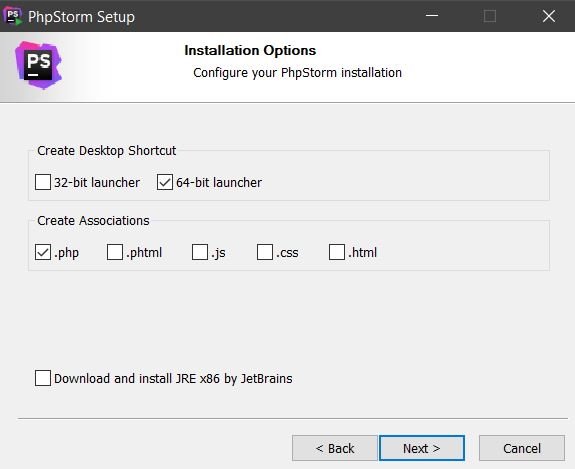 PS PhpStorm Setup
Installation Options
Configure your PhpStorm installation
PS
Create Desktop Shortcut
32-bit launcher 64-bit launcher
Create Associations
.php .phtml .js .css .html
Download and install JRE x86 by JetBrains
< Back Next > Cancel